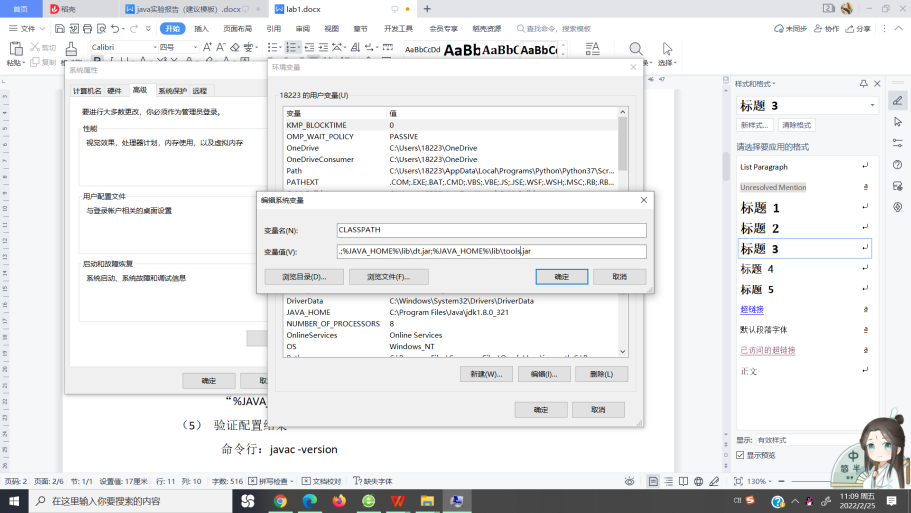 首页
稻壳
java实验报告（建议模板）.docx
lab1.docx
文件
开始
插入
页面布局
引用
审阅
视图
章节
开发工具
会员专享
稻壳资源
查找命令、搜索模板
未同步
协作
分享
粘贴
剪切
复制
Calibri
四号
AaBbCcDd
AaBb
AaBbC
AaBbCc
选择
系统属性
计算机名
硬件
高级
系统保护
远程
要进行大多数更改，你必须作为管理员登录。
性能
视觉效果，处理器计划，内存使用，以及虚拟内存
用户配置文件
与登录帐户相关的桌面设置
启动和故障恢复
系统启动、系统故障和调试信息
确定
环境变量
18223 的用户变量(U)
变量 值
KMP_BLOCKTIME 0
OMP_WAIT_POLICY PASSIVE
OneDrive C:\Users\18223\OneDrive
OneDriveConsumer C:\Users\18223\OneDrive
Path C:\Users\18223\AppData\Local\Programs\Python\Python37\Scr...
PATHEXT .COM;.EXE;.BAT;.CMD;.VBS;.VBE;.JS;.JSE;.WSF;.WSH;.MSC;.RB;.RB...
编辑系统变量
变量名(N):
CLASSPATH
变量值(V):
.;%JAVA_HOME%\lib\dt.jar;%JAVA_HOME%\lib\tools.jar
浏览目录(D)...
浏览文件(F)...
确定
取消
DriverData C:\Windows\System32\Drivers\DriverData
JAVA_HOME C:\Program Files\Java\jdk1.8.0_321
NUMBER_OF_PROCESSORS 8
OnlineServices Online Services
OS Windows_NT
新建(W)...
编辑(I)...
删除(L)
确定
取消
“%JAVA_
（5） 验证配置结果
命令行：javac -version
样式和格式
标题 3
新样式...
清除格式
请选择要应用的格式
List Paragraph
Unresolved Mention
标题 1
标题 2
标题 3
标题 4
标题 5
超链接
默认段落字体
已访问的超链接
正文
显示: 有效样式
显示预览
中
简
半
页码: 2
页面: 2/6
节: 1/1
设置值: 17厘米
行: 11
列: 10
字数: 516
拼写检查
文档校对
缺失字体
130%
在这里输入你要搜索的内容
11:09 周五
2022/2/25